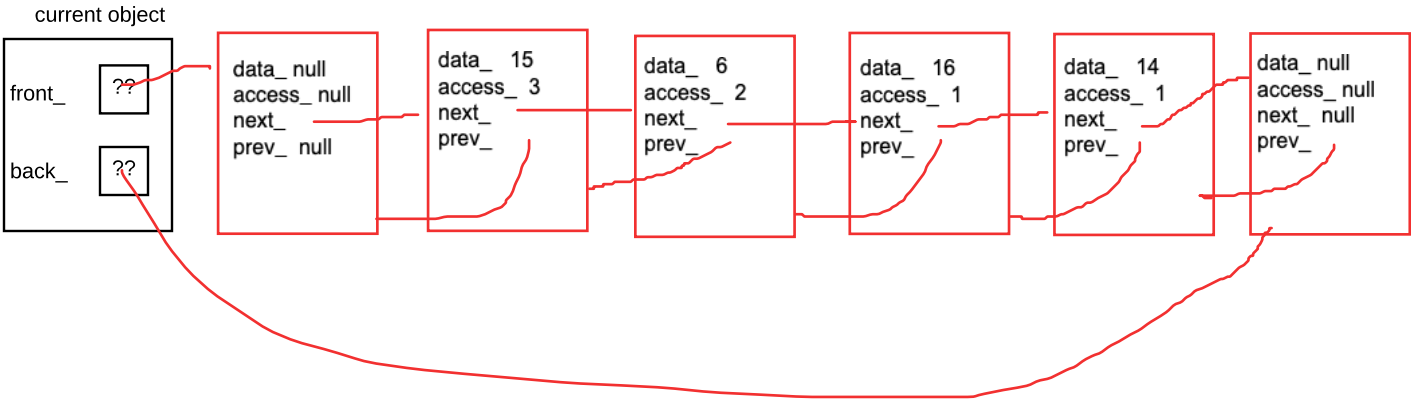 current object
front_ ??
back_ ??
data_ null
access_ null
next_
prev_ null
data_ 15
access_ 3
next_
prev_
data_ 6
access_ 2
next_
prev_
data_ 16
access_ 1
next_
prev_
data_ 14
access_ 1
next_
prev_
data_ null
access_ null
next_ null
prev_